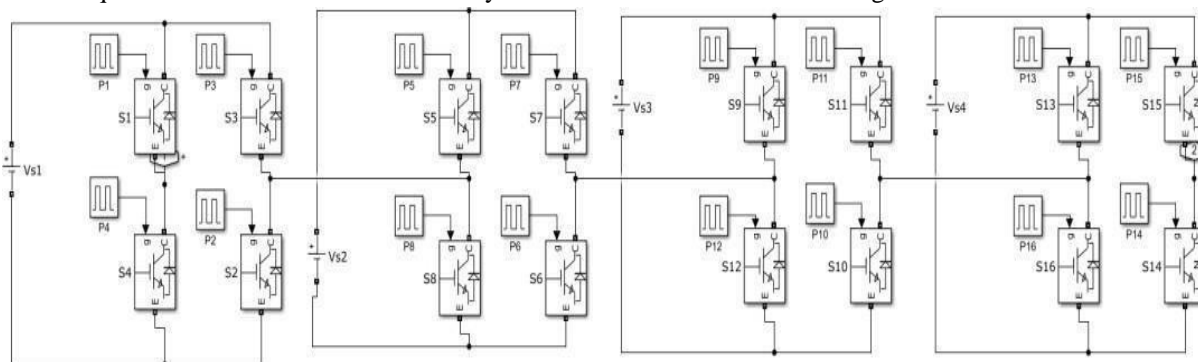 P1
P3
P5
P7
P9
P11
P13
P15
g C
g C
g C
g C
g C
g C
g C
g C
S1
S3
S5
S7
S9
S11
S13
S15
E
E
E
E
E
E
E
+
2
+ Vs1
+ Vs2
+ Vs3
+ Vs4
P4
P2
P8
P6
P12
P10
P16
P14
g C
g C
g C
g C
g C
g C
g C
g C
S4
S2
S8
S6
S12
S10
S16
S14
E
E
E
E
E
E
E
E